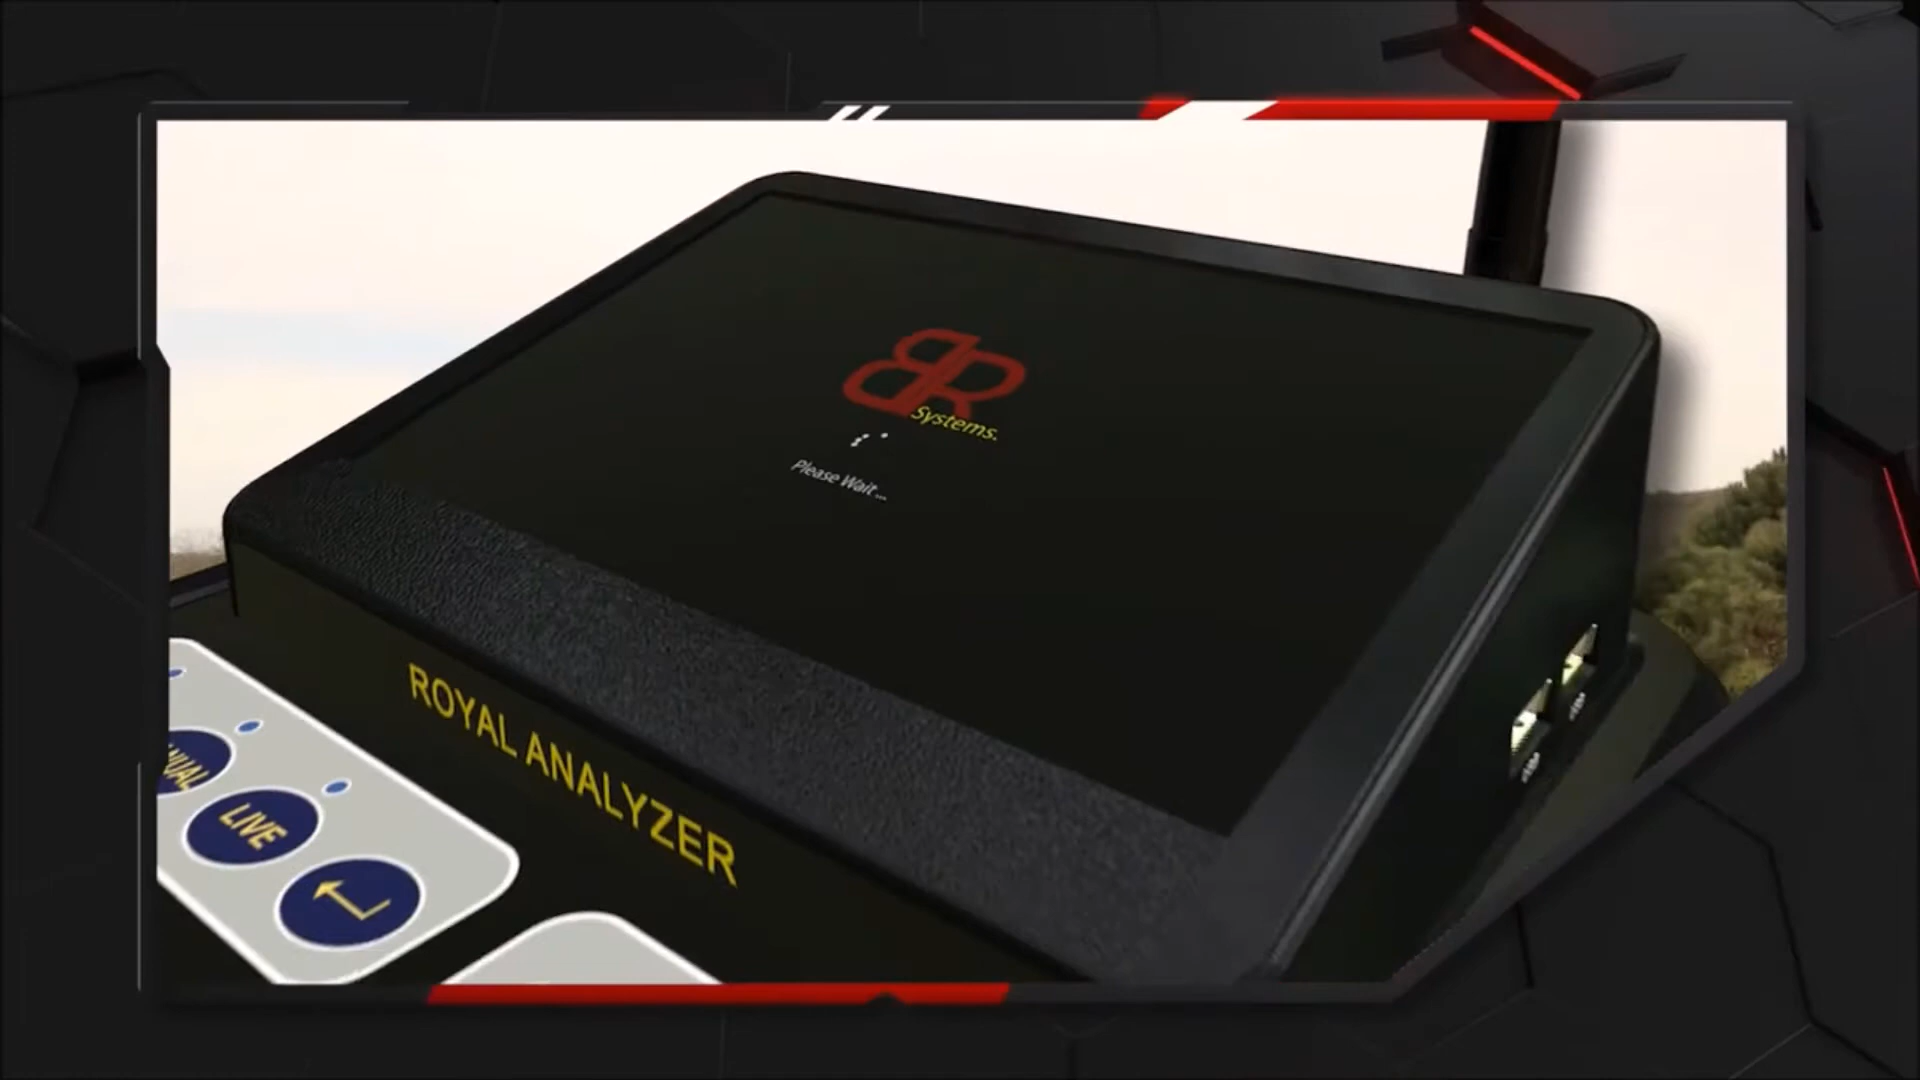 BR
Systems.
Please Wait...
ROYAL ANALYZER
LIVE